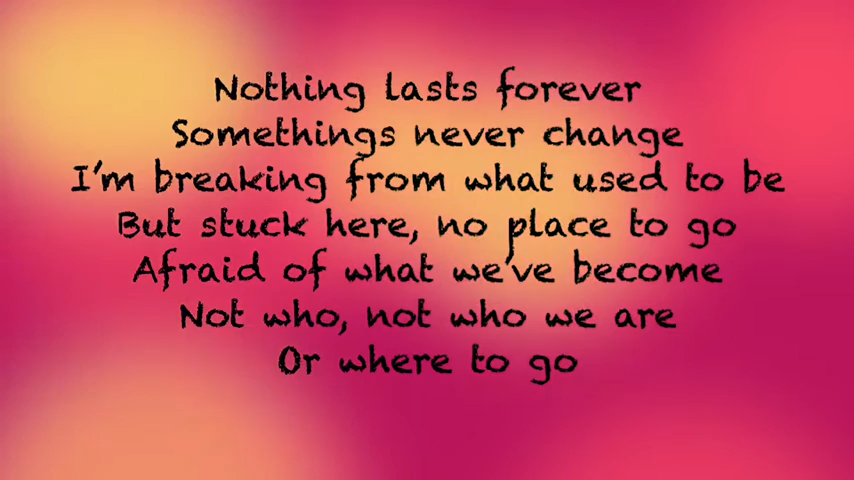 Nothing lasts forever
Somethings never change
I'm breaking from what used to be
But stuck here, no place to go
Afraid of what we've become
Not who, not who we are
Or where to go